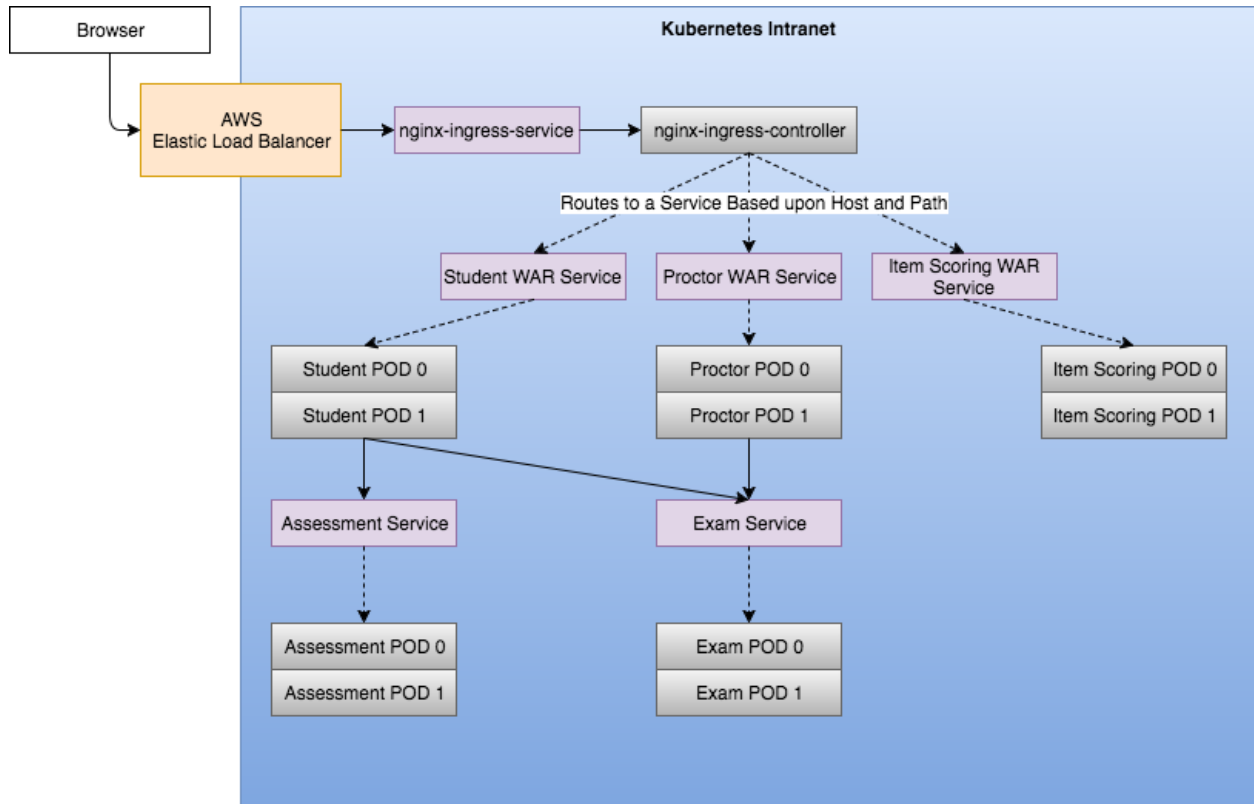 Browser
Kubernetes Intranet
AWS
Elastic Load Balancer
nginx-ingress-service
nginx-ingress-controller
Routes to a Service Based upon Host and Path
Student WAR Service
Proctor WAR Service
Item Scoring WAR
Service
Student POD 0
Student POD 1
Proctor POD 0
Proctor POD 1
Item Scoring POD 0
Item Scoring POD 1
Assessment Service
Exam Service
Assessment POD 0
Assessment POD 1
Exam POD 0
Exam POD 1